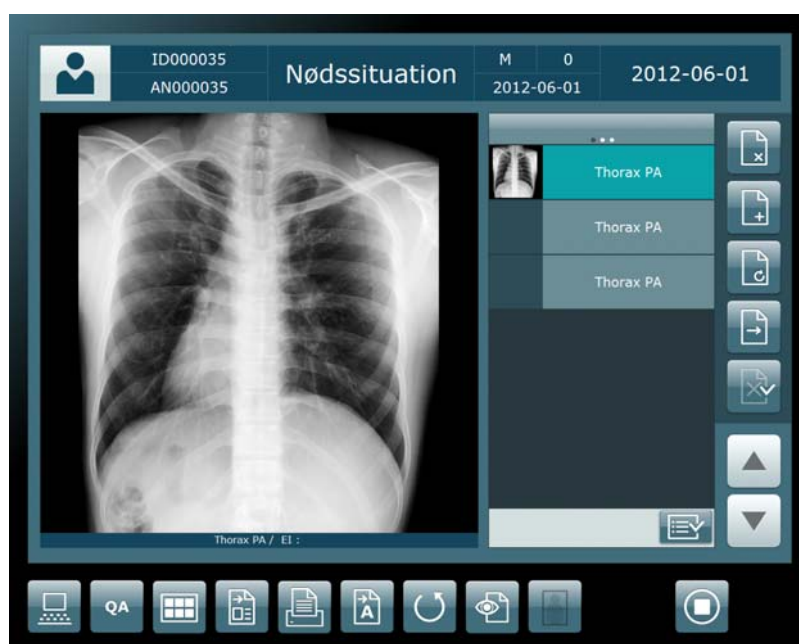 ID000035
AN000035
Nødssituation
M 0
2012-06-01
2012-06-01
Thorax PA
Thorax PA
Thorax PA
Thorax PA / EI :
QA
A